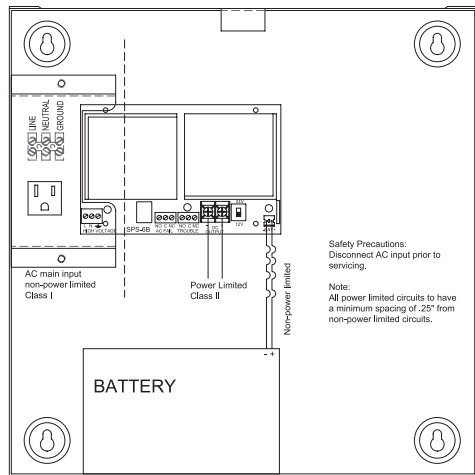 LINE
NEUTRAL
GROUND
L N
HIGH VOLTAGE
SPS-6B
NO C NC
AC FAIL
NO C NC
TROUBLE
- +
DC
OUTPUT
24V
12V
- BAT +
AC main input
non-power limited
Class I
Power Limited
Class II
Non-power limited
Safety Precautions:
Disconnect AC input prior to
servicing.
Note:
All power limited circuits to have
a minimum spacing of .25" from
non-power limited circuits.
- +
BATTERY